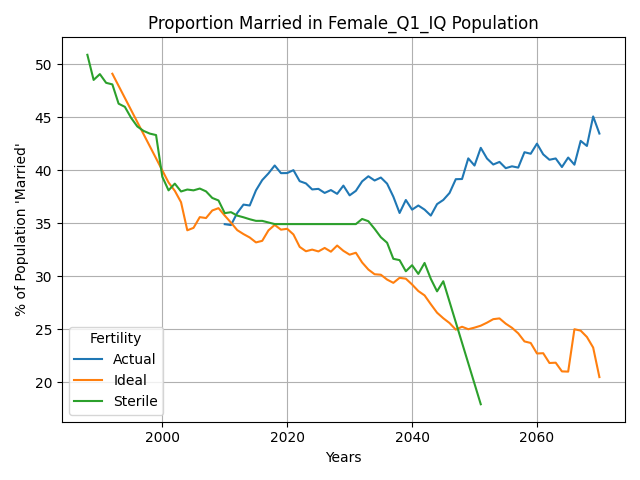 Proportion Married in Female_Q1_IQ Population
% of Population 'Married'
50
45
40
35
30
25
20
Fertility
Actual
Ideal
Sterile
2000
2020
2040
2060
Years